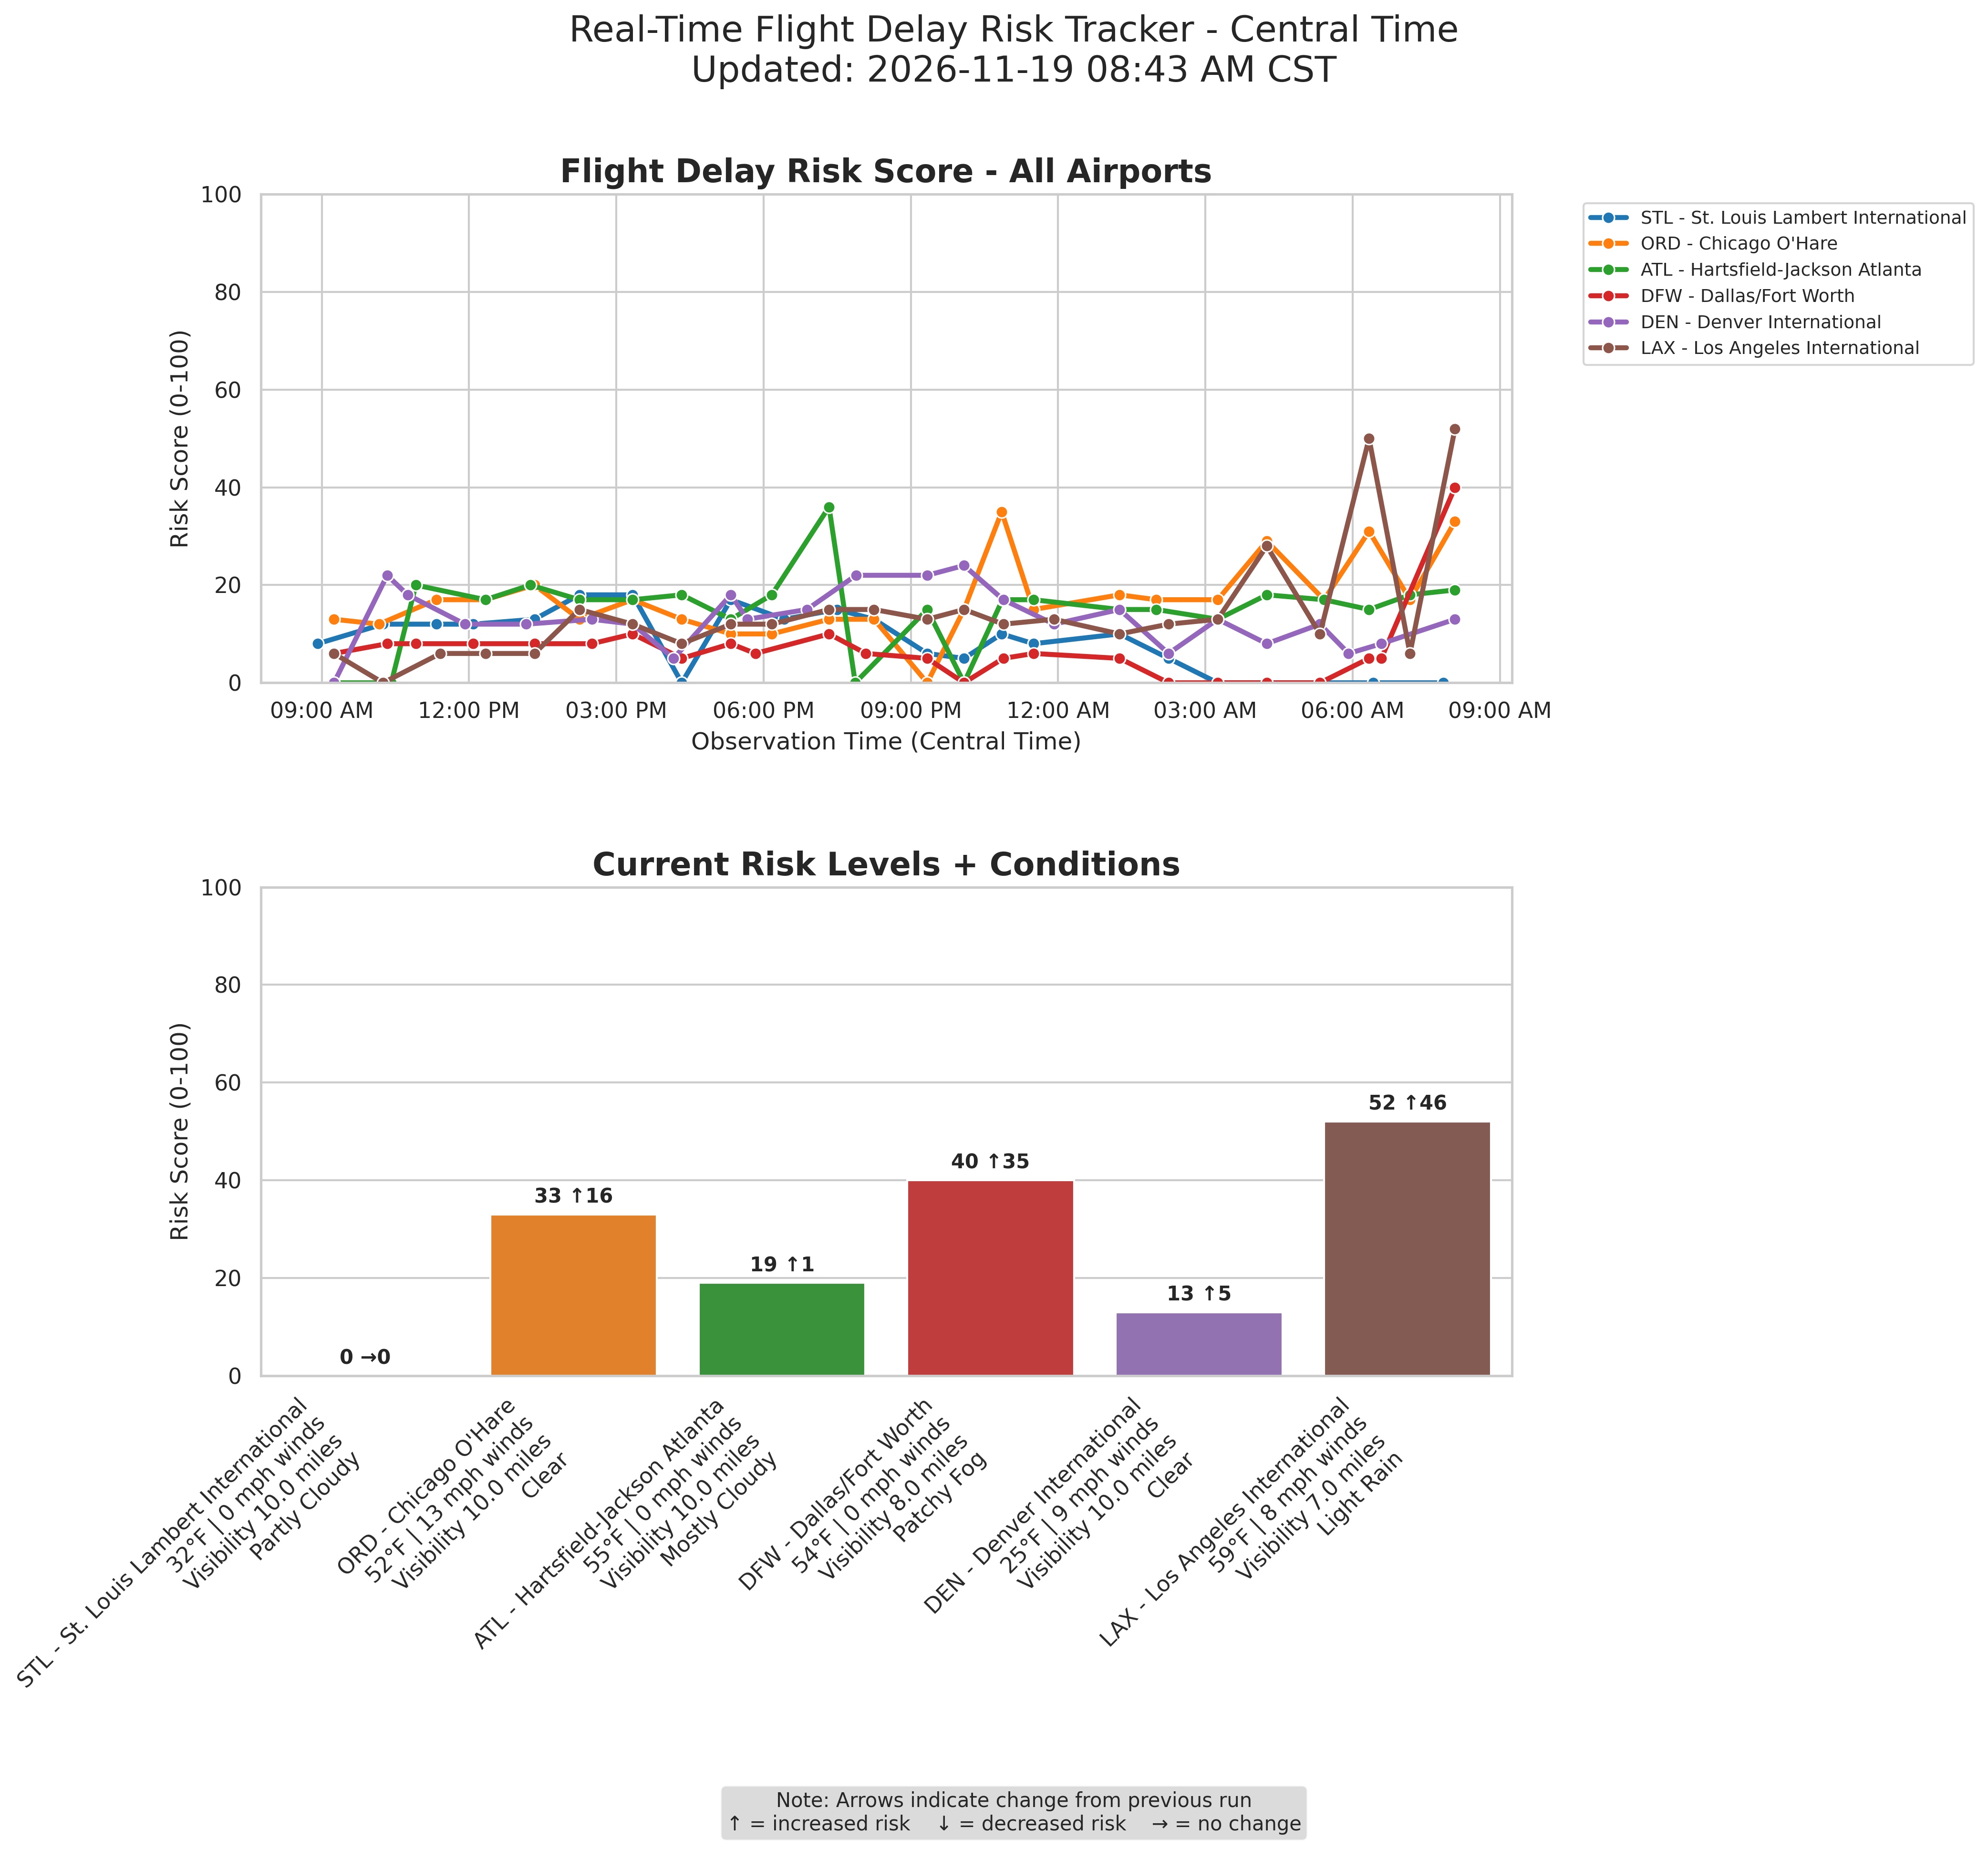 Real-Time Flight Delay Risk Tracker - Central Time
Updated: 2026-11-19 08:43 AM CST
Flight Delay Risk Score - All Airports
100
80
60
40
20
0
Risk Score (0-100)
09:00 AM
12:00 PM
03:00 PM
06:00 PM
09:00 PM
12:00 AM
03:00 AM
06:00 AM
09:00 AM
Observation Time (Central Time)
STL - St. Louis Lambert International
ORD - Chicago O'Hare
ATL - Hartsfield-Jackson Atlanta
DFW - Dallas/Fort Worth
DEN - Denver International
LAX - Los Angeles International
Current Risk Levels + Conditions
100
80
60
40
20
0
Risk Score (0-100)
0 →0
33 ↑16
19 ↑1
40 ↑35
13 ↑5
52 ↑46
STL - St. Louis Lambert International
32°F | 0 mph winds
Visibility 10.0 miles
Partly Cloudy
ORD - Chicago O'Hare
52°F | 13 mph winds
Visibility 10.0 miles
Clear
ATL - Hartsfield-Jackson Atlanta
55°F | 0 mph winds
Visibility 10.0 miles
Mostly Cloudy
DFW - Dallas/Fort Worth
54°F | 0 mph winds
Visibility 8.0 miles
Patchy Fog
DEN - Denver International
25°F | 9 mph winds
Visibility 10.0 miles
Clear
LAX - Los Angeles International
59°F | 8 mph winds
Visibility 7.0 miles
Light Rain
Note: Arrows indicate change from previous run
↑ = increased risk ↓ = decreased risk → = no change